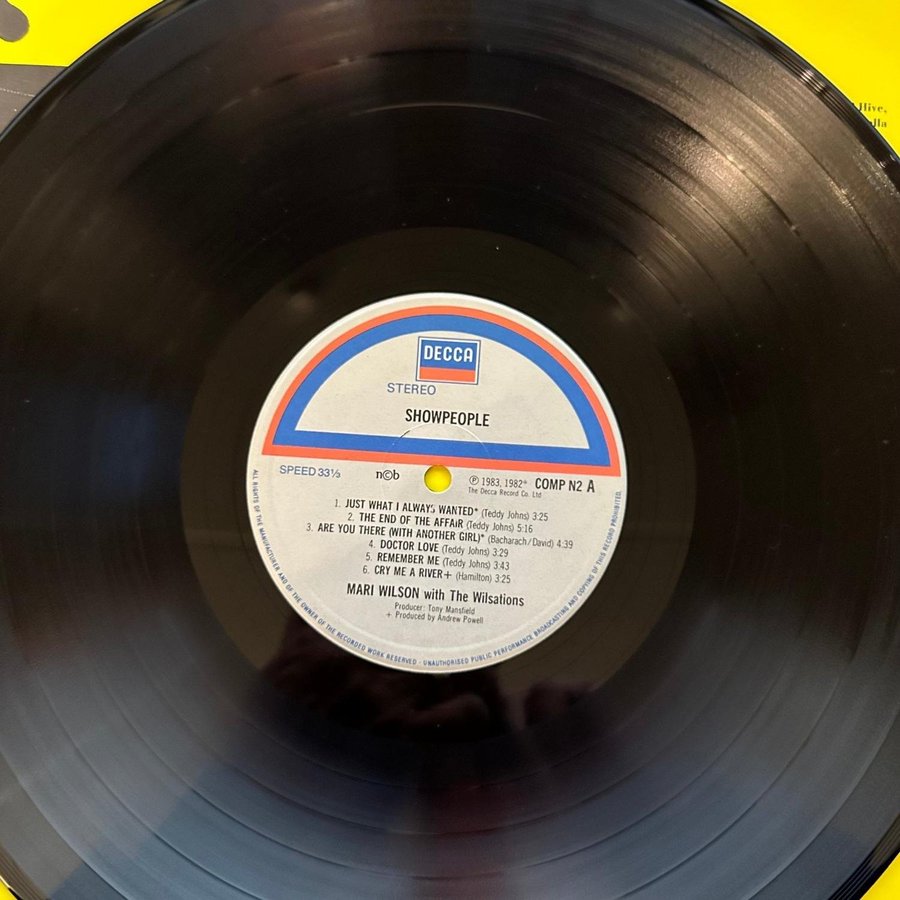 Hive,
DECCA
STEREO
SHOWPEOPLE
SPEED 33⅓
n©b
℗ 1983, 1982* COMP N2 A
The Decca Record Co. Ltd
1. JUST WHAT I ALWAYS WANTED* (Teddy Johns) 3:25
2. THE END OF THE AFFAIR (Teddy Johns) 5:16
3. ARE YOU THERE (WITH ANOTHER GIRL)* (Bacharach/David) 4:39
4. DOCTOR LOVE (Teddy Johns) 3:29
5. REMEMBER ME (Teddy Johns) 3:43
6. CRY ME A RIVER+ (Hamilton) 3:25
MARI WILSON with The Wilsations
Producer: Tony Mansfield
+ Produced by Andrew Powell
ALL RIGHTS OF THE MANUFACTURER AND OF THE OWNER OF THE RECORDED WORK RESERVED · UNAUTHORISED PUBLIC PERFORMANCE BROADCASTING AND COPYING OF THIS RECORD PROHIBITED.